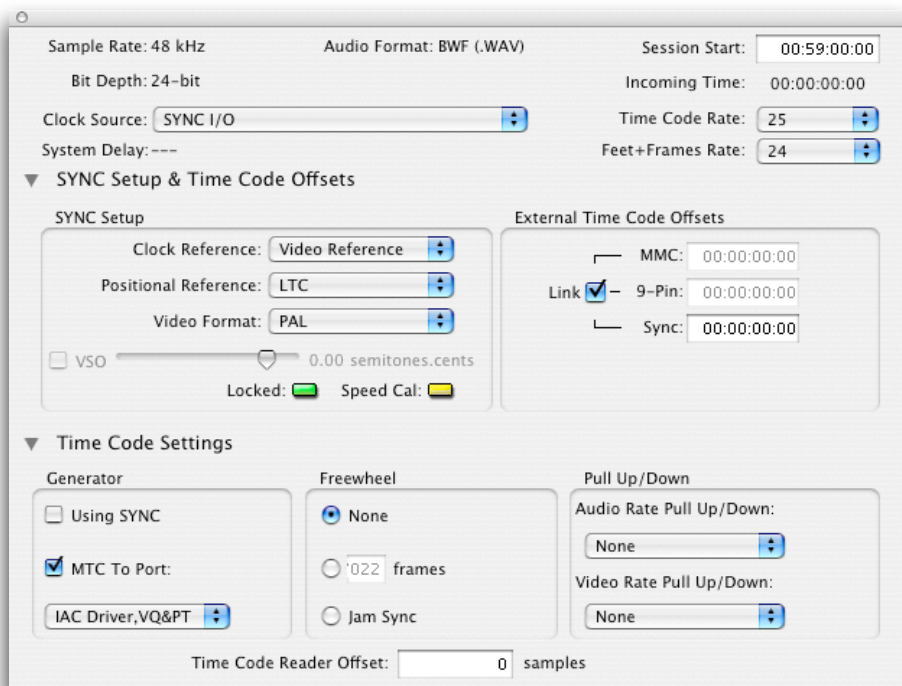 Sample Rate: 48 kHz Audio Format: BWF (.WAV) Session Start: 00:59:00:00
Bit Depth: 24-bit Incoming Time: 00:00:00:00
Clock Source: SYNC I/O Time Code Rate: 25
System Delay: --- Feet+Frames Rate: 24
SYNC Setup & Time Code Offsets
SYNC Setup External Time Code Offsets
Clock Reference: Video Reference MMC: 00:00:00:00
Positional Reference: LTC Link 9-Pin: 00:00:00:00
Video Format: PAL Sync: 00:00:00:00
VSO 0.00 semitones.cents
Locked: Speed Cal:
Time Code Settings
Generator Freewheel Pull Up/Down
Using SYNC None Audio Rate Pull Up/Down:
None
MTC To Port: '022 frames
Video Rate Pull Up/Down:
IAC Driver,VQ&PT Jam Sync None
Time Code Reader Offset: 0 samples